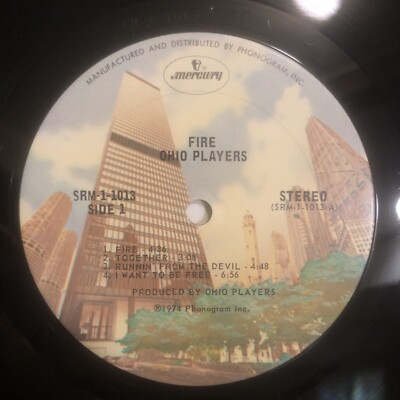 MANUFACTURED AND DISTRIBUTED BY PHONOGRAM, INC.
mercury
FIRE
OHIO PLAYERS
SRM-1-1013
SIDE 1
STEREO
(SRM-1-1013-A)
1. FIRE - 4:36
2. TOGETHER - 3:08
3. RUNNIN' FROM THE DEVIL - 4:48
4. I WANT TO BE FREE - 6:56
PRODUCED BY OHIO PLAYERS
℗1974 Phonogram Inc.